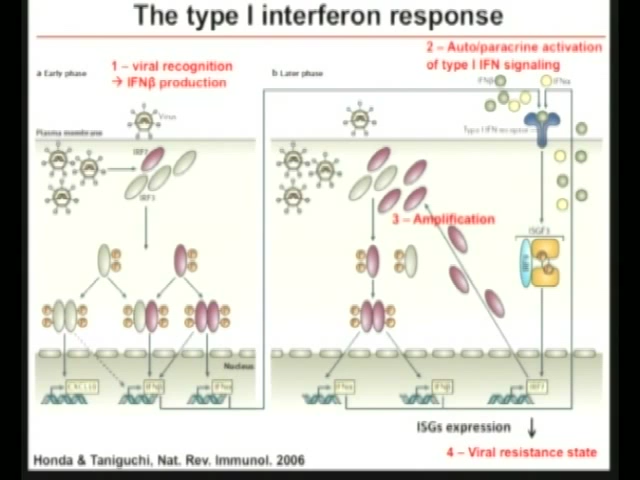 The type I interferon response
1 – viral recognition
→ IFNβ production
2 – Auto/paracrine activation
of type I IFN signaling
a Early phase
b Later phase
IFNβ
IFNα
Virus
Plasma membrane
Type I IFN receptor
IRF7
IRF3
3 – Amplification
ISGF3
IRF9
Nucleus
CXCL10
IFNβ
IFNα
IFNα
IFNβ
IRF7
ISGs expression
4 – Viral resistance state
Honda & Taniguchi, Nat. Rev. Immunol. 2006